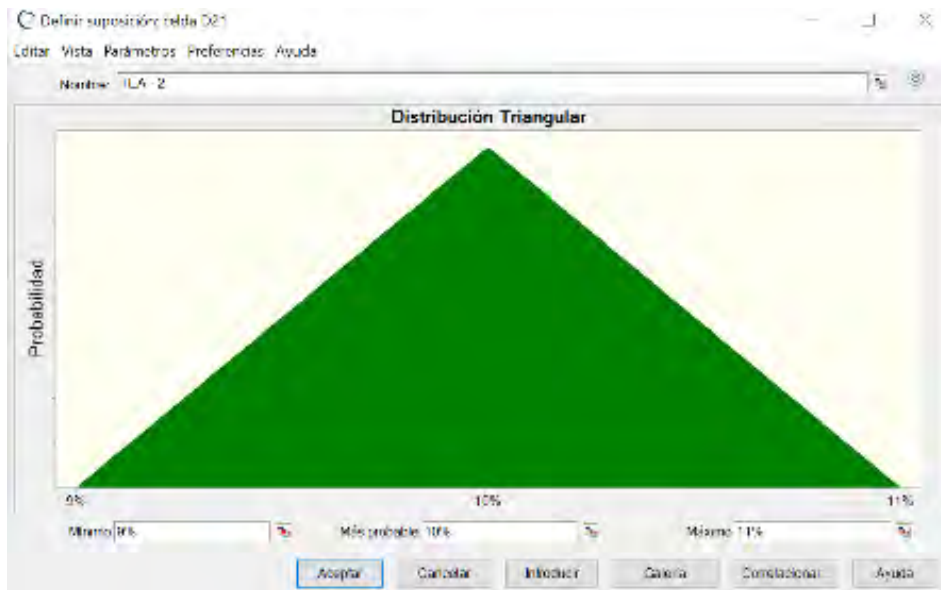 Definir suposición: celda D21
Editar Vista Parámetros Preferencias Ayuda
Nombre: - 2
Distribución Triangular
Probabilidad
9% 10% 11%
Mínimo 9% Más probable 10% Máximo 11%
Aceptar Cancelar Introducir Galería Correlacionar... Ayuda